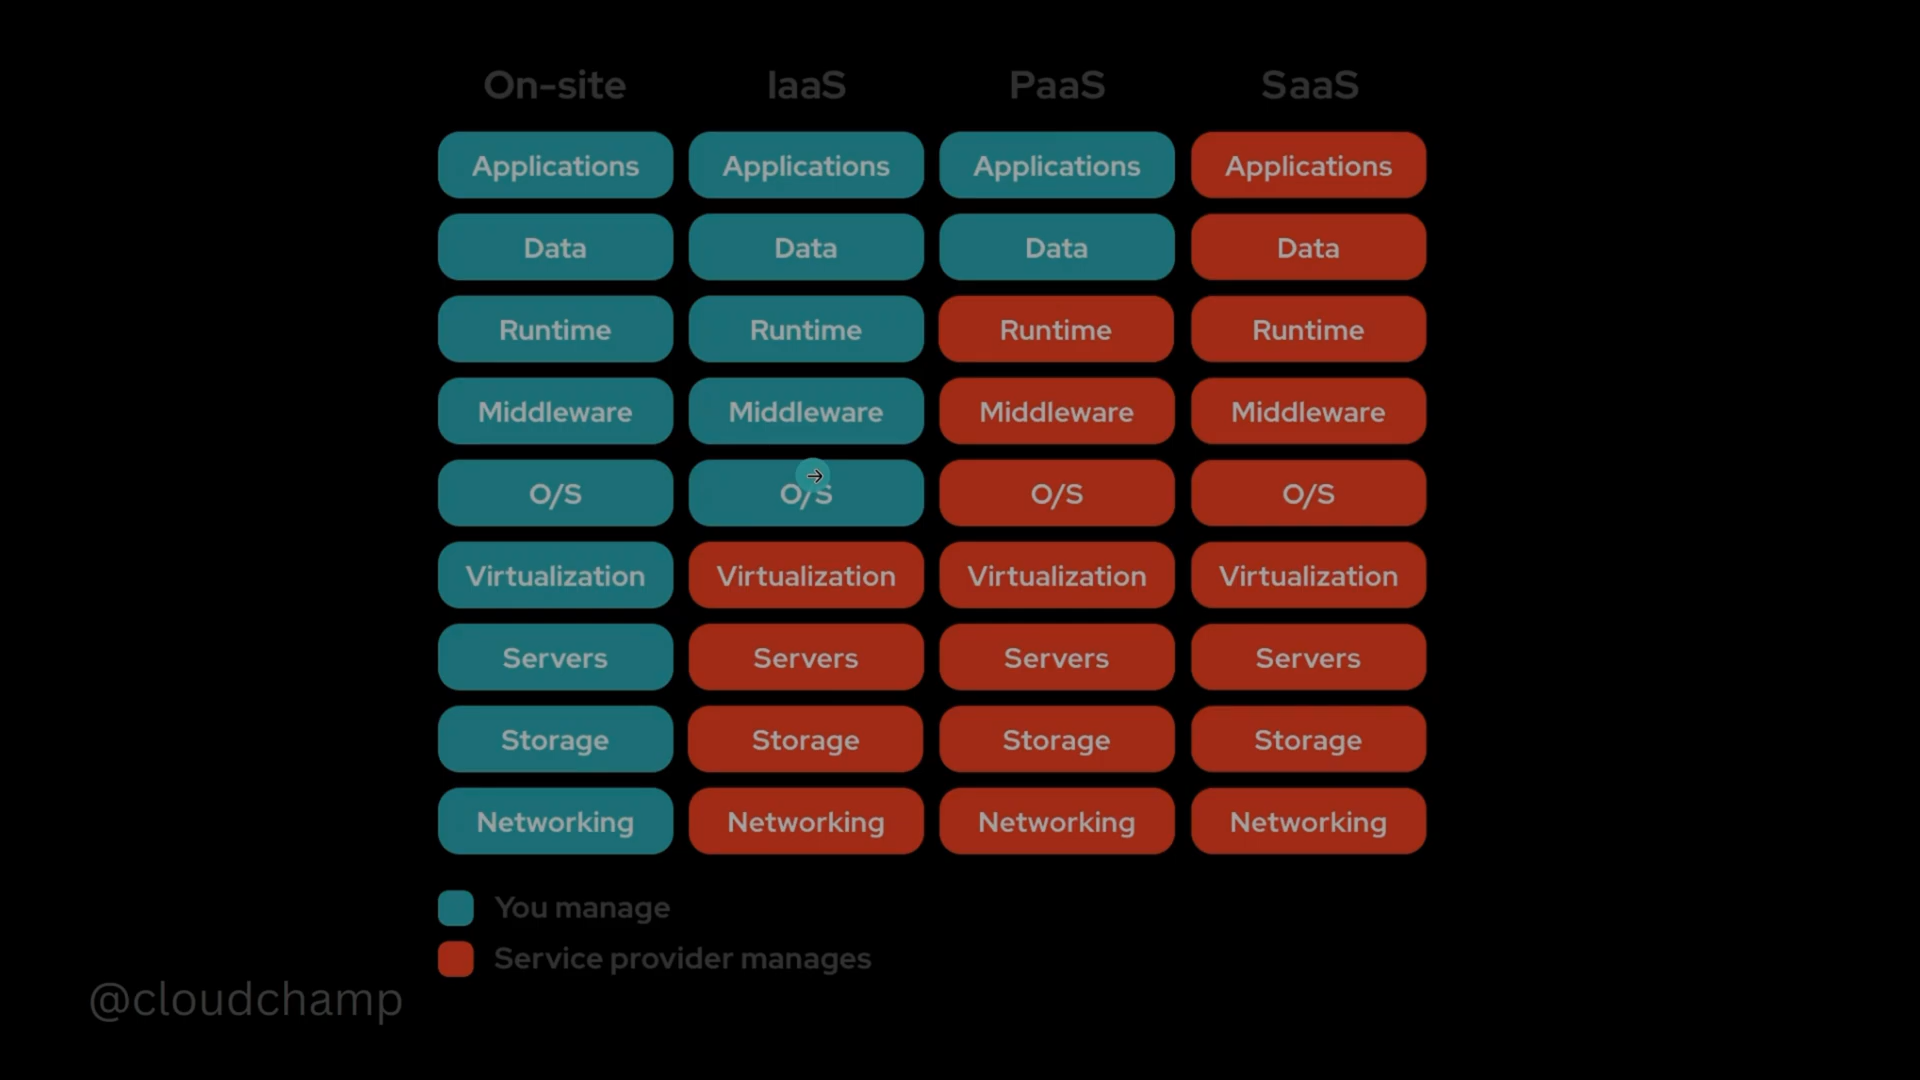 On-site IaaS PaaS SaaS
Applications Applications Applications Applications
Data Data Data Data
Runtime Runtime Runtime Runtime
Middleware Middleware Middleware Middleware
O/S O/S O/S O/S
Virtualization Virtualization Virtualization Virtualization
Servers Servers Servers Servers
Storage Storage Storage Storage
Networking Networking Networking Networking
You manage
Service provider manages
@cloudchamp